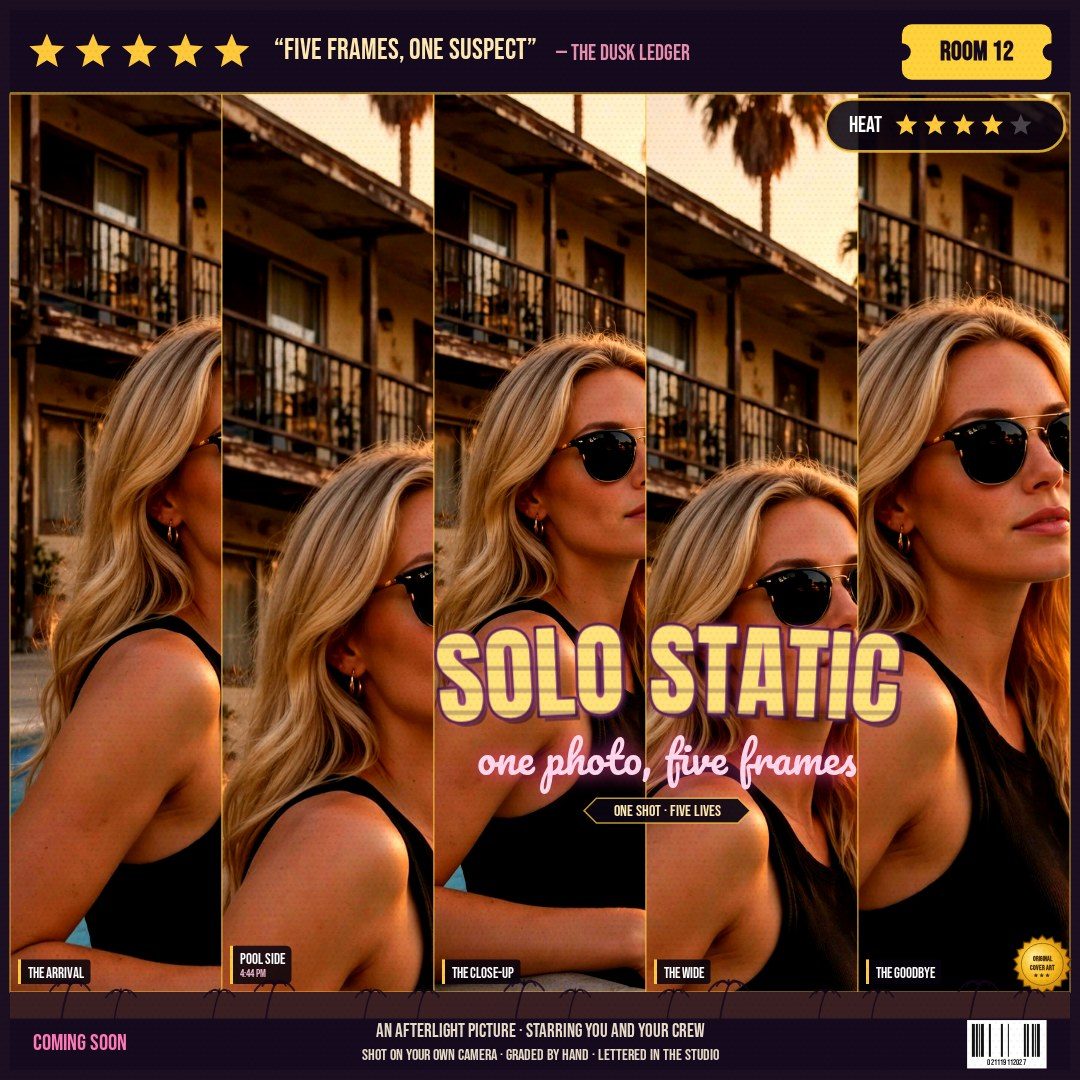 “FIVE FRAMES, ONE SUSPECT” – THE DUSK LEDGER
ROOM 12
HEAT
SOLO STATIC
one photo, five frames
ONE SHOT · FIVE LIVES
THE ARRIVAL
POOL SIDE
4:44 PM
THE CLOSE-UP
THE WIDE
THE GOODBYE
ORIGINAL
COVER ART
COMING SOON
AN AFTERLIGHT PICTURE · STARRING YOU AND YOUR CREW
SHOT ON YOUR OWN CAMERA · GRADED BY HAND · LETTERED IN THE STUDIO
021119112027